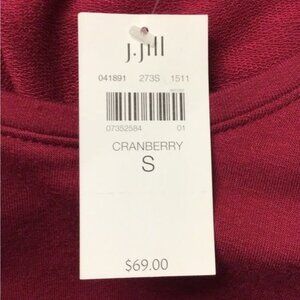 J.Jill
041891 273S 1511
07352584 01
CRANBERRY
S
$69.00